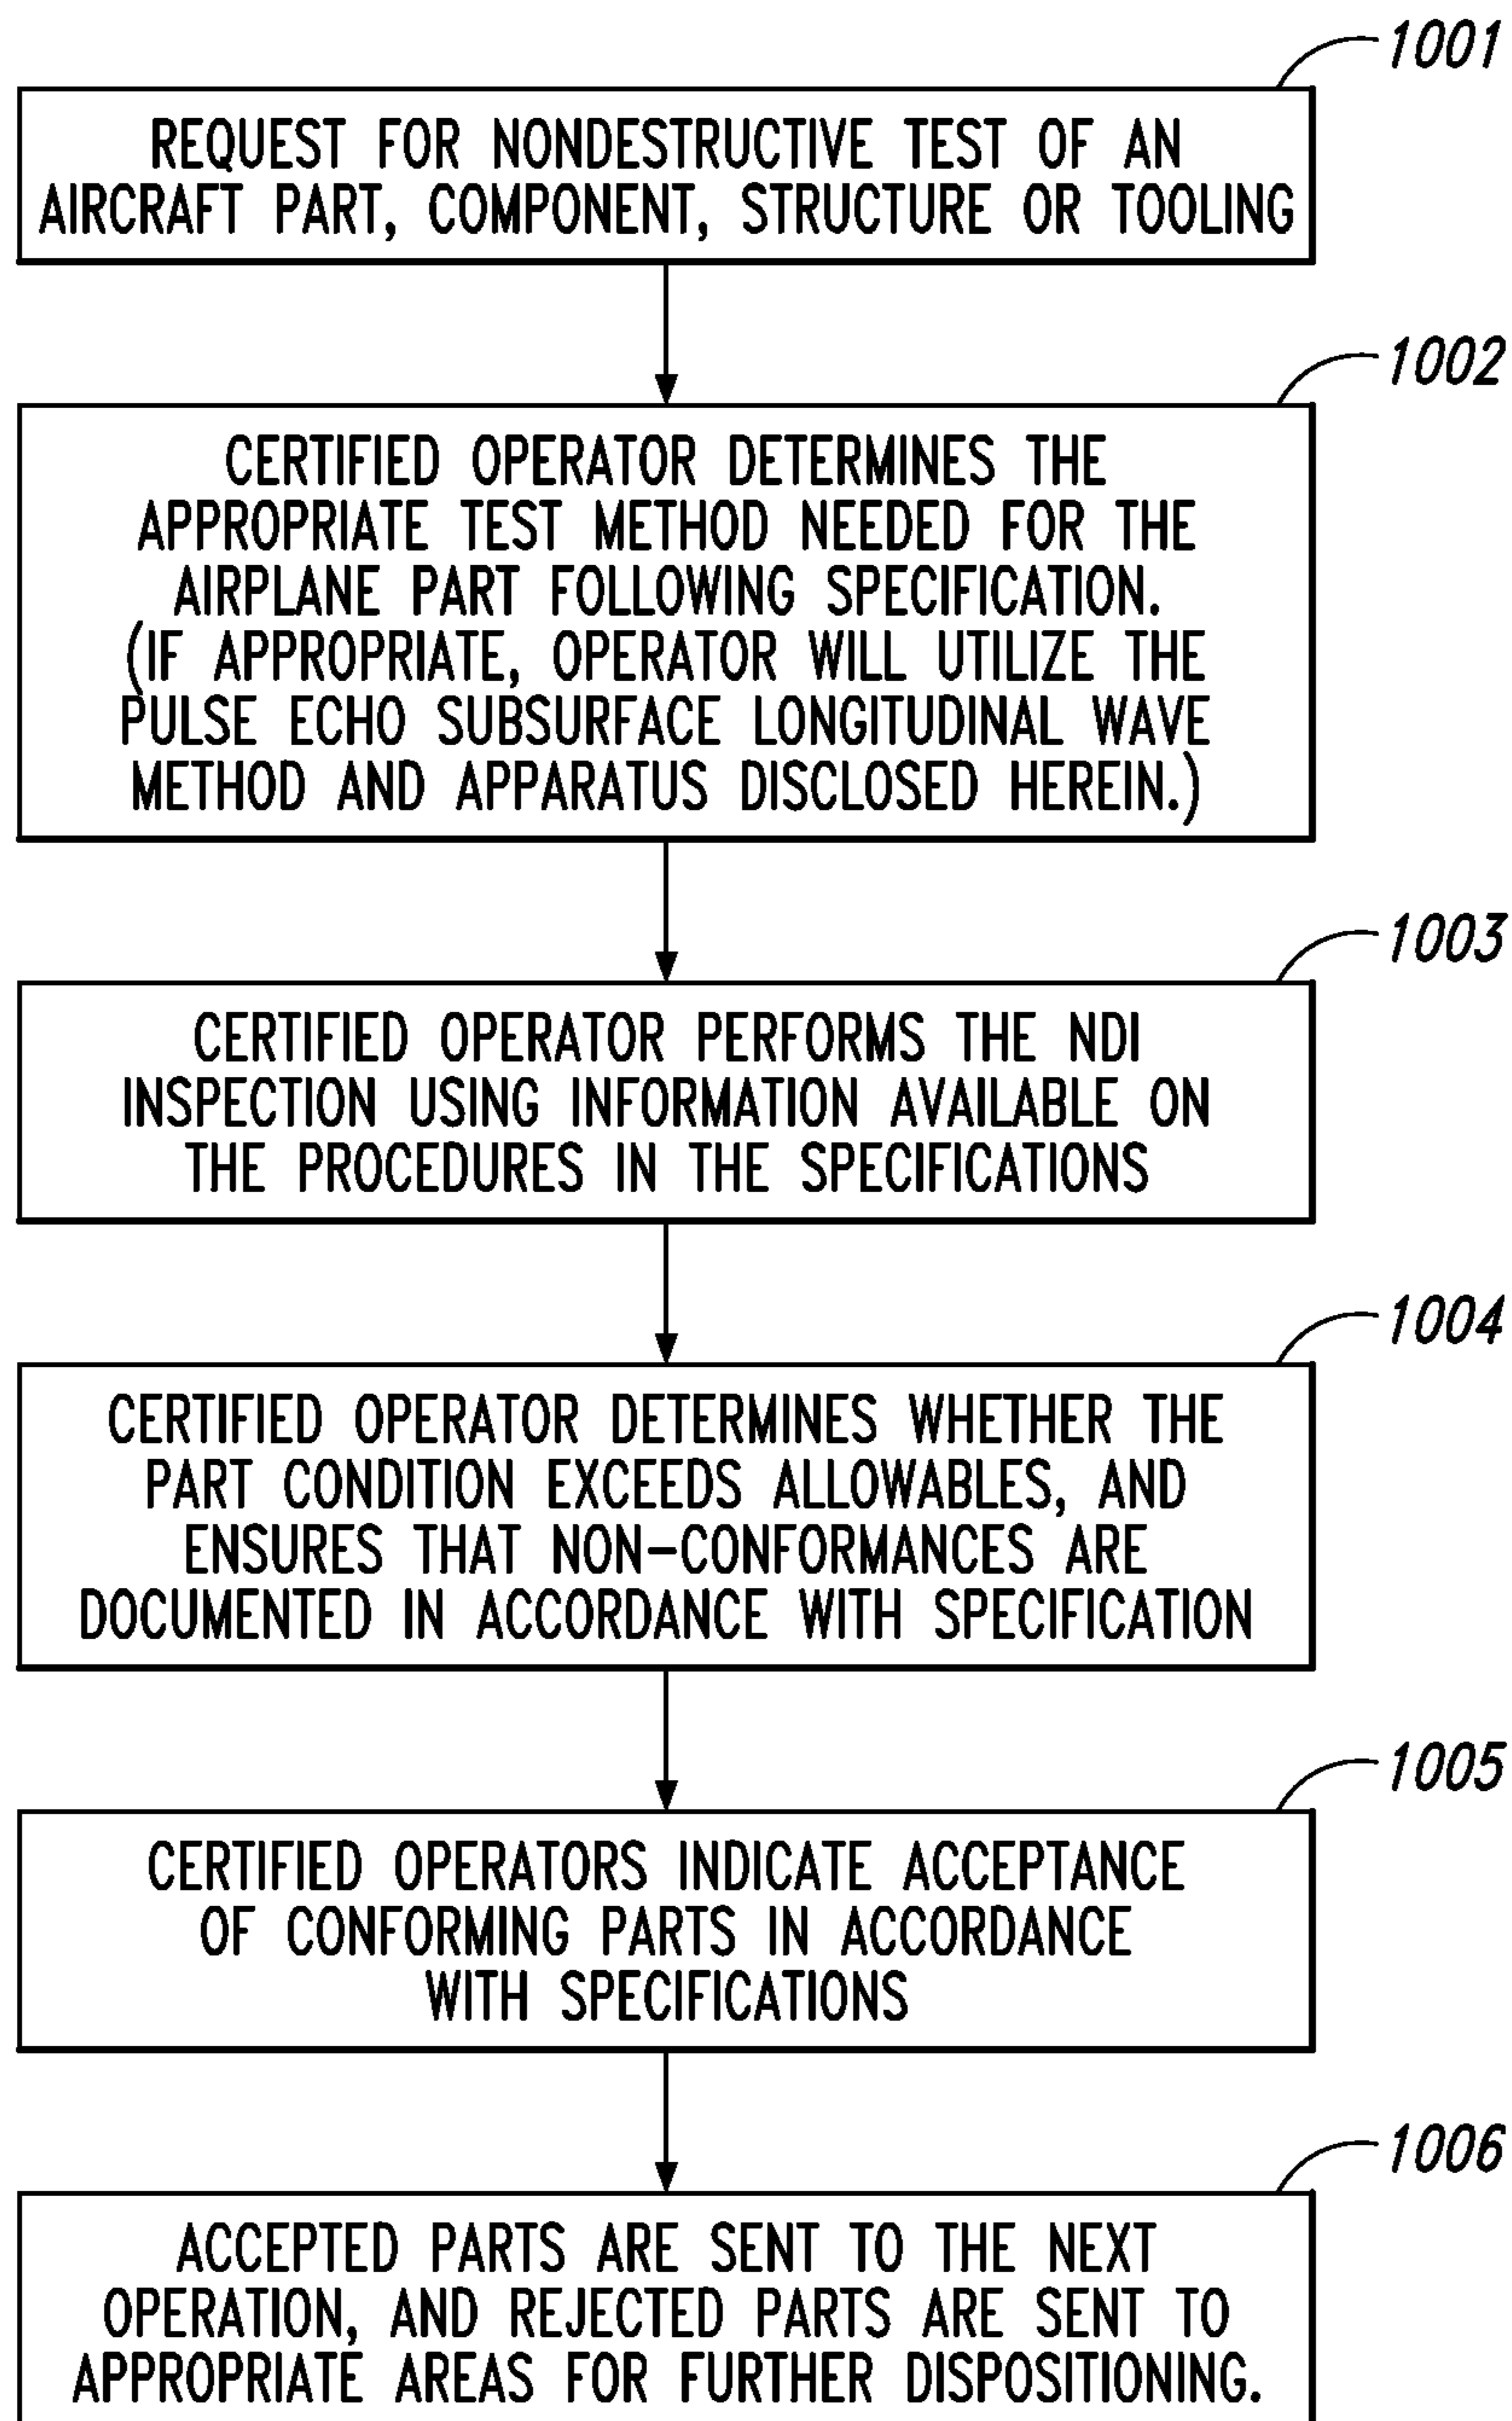 1001
REQUEST FOR NONDESTRUCTIVE TEST OF AN
AIRCRAFT PART, COMPONENT, STRUCTURE OR TOOLING
1002
CERTIFIED OPERATOR DETERMINES THE
APPROPRIATE TEST METHOD NEEDED FOR THE
AIRPLANE PART FOLLOWING SPECIFICATION.
(IF APPROPRIATE, OPERATOR WILL UTILIZE THE
PULSE ECHO SUBSURFACE LONGITUDINAL WAVE
METHOD AND APPARATUS DISCLOSED HEREIN.)
1003
CERTIFIED OPERATOR PERFORMS THE NDI
INSPECTION USING INFORMATION AVAILABLE ON
THE PROCEDURES IN THE SPECIFICATIONS
1004
CERTIFIED OPERATOR DETERMINES WHETHER THE
PART CONDITION EXCEEDS ALLOWABLES, AND
ENSURES THAT NON-CONFORMANCES ARE
DOCUMENTED IN ACCORDANCE WITH SPECIFICATION
1005
CERTIFIED OPERATORS INDICATE ACCEPTANCE
OF CONFORMING PARTS IN ACCORDANCE
WITH SPECIFICATIONS
1006
ACCEPTED PARTS ARE SENT TO THE NEXT
OPERATION, AND REJECTED PARTS ARE SENT TO
APPROPRIATE AREAS FOR FURTHER DISPOSITIONING.